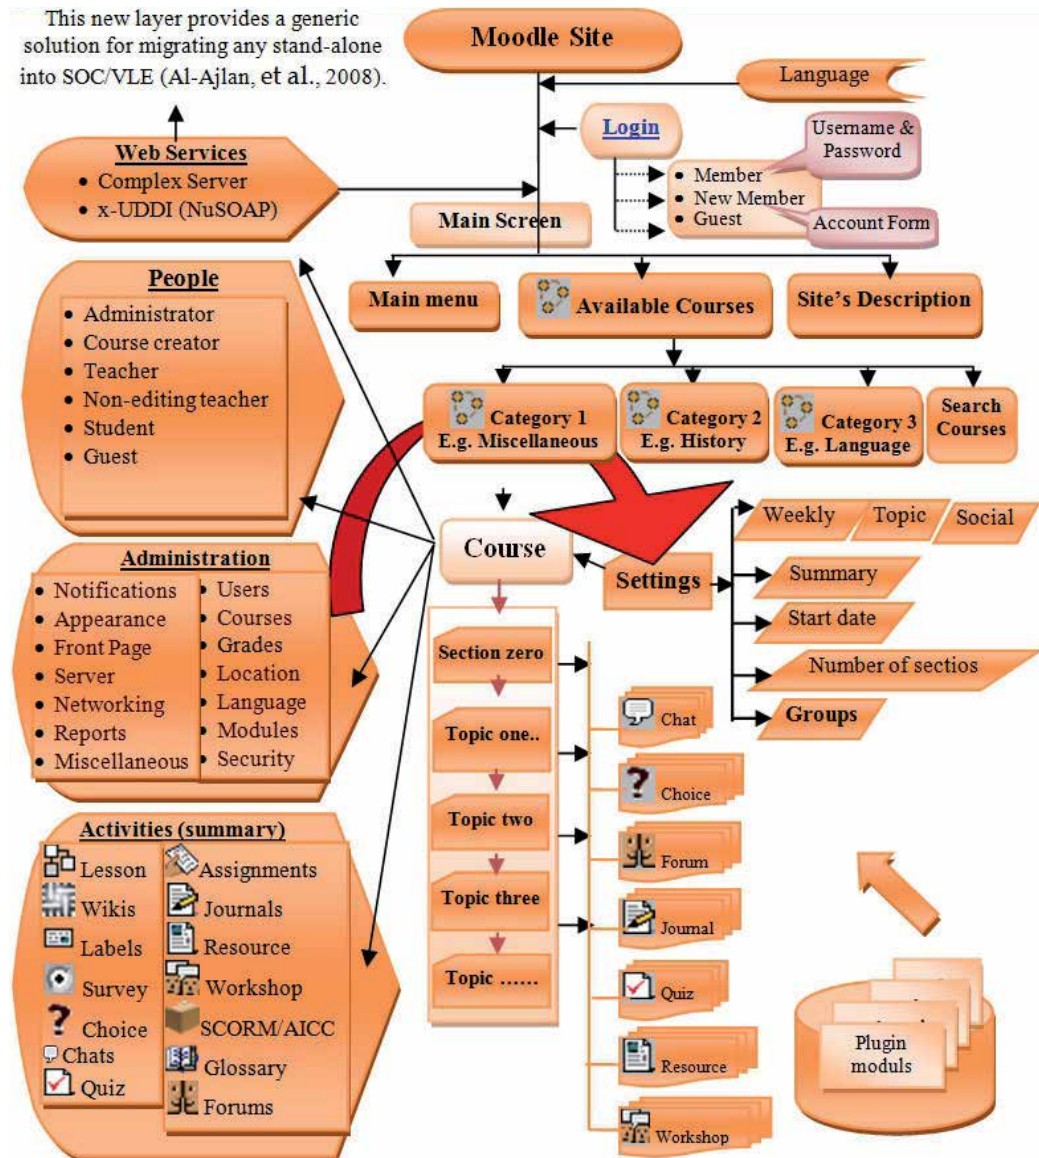 This new layer provides a generic
solution for migrating any stand-alone
into SOC/VLE (Al-Ajlan, et al., 2008).
Moodle Site
Language
Login
Username &
Password
• Member
• New Member
• Guest
Account Form
Web Services
• Complex Server
• x-UDDI (NuSOAP)
Main Screen
People
• Administrator
• Course creator
• Teacher
• Non-editing teacher
• Student
• Guest
Main menu
Available Courses
Site's Description
Category 1
E.g. Miscellaneous
Category 2
E.g. History
Category 3
E.g. Language
Search
Courses
Course
Settings
Weekly
Topic
Social
Summary
Start date
Number of sectios
Groups
Administration
• Notifications
• Appearance
• Front Page
• Server
• Networking
• Reports
• Miscellaneous
• Users
• Courses
• Grades
• Location
• Language
• Modules
• Security
Section zero
Topic one..
Topic two
Topic three
Topic ……
Chat
Choice
Forum
Journal
Quiz
Resource
Workshop
Activities (summary)
Lesson
Wikis
Labels
Survey
Choice
Chats
Quiz
Assignments
Journals
Resource
Workshop
SCORM/AICC
Glossary
Forums
Plugin
moduls